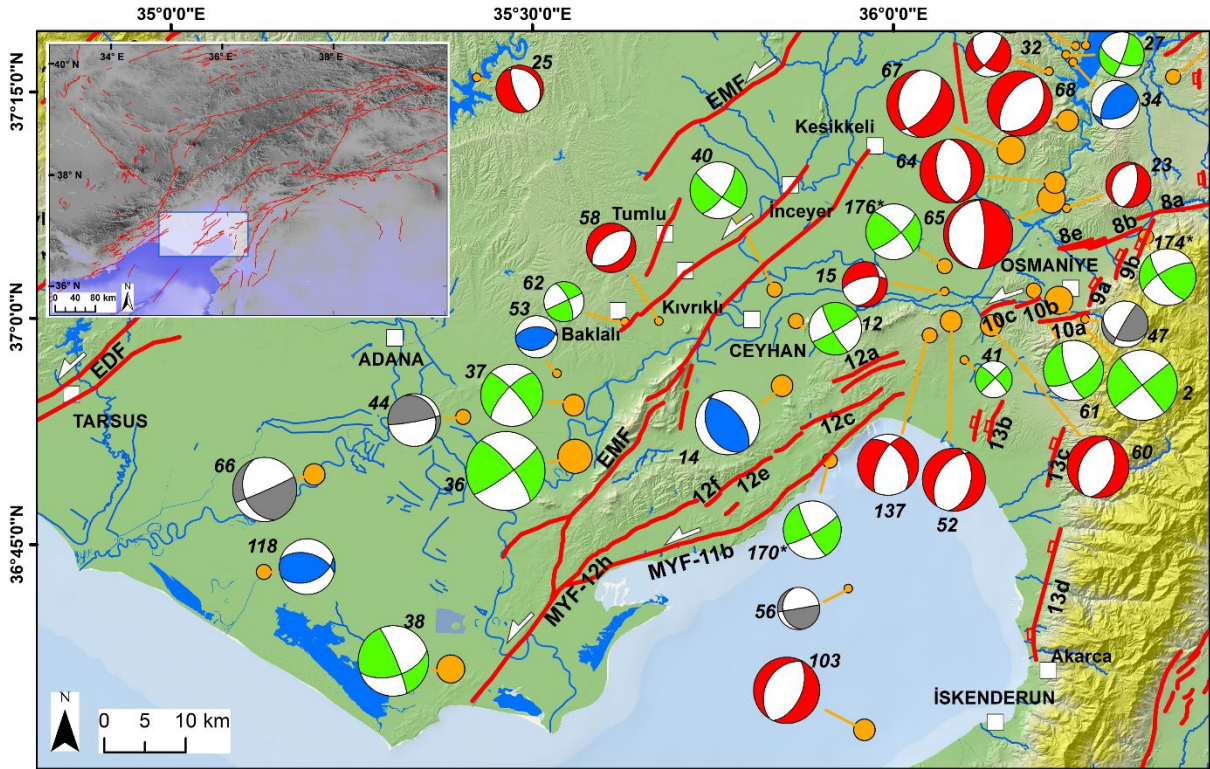 35°0'0"E
35°30'0"E
36°0'0"E
34° E
36° E
38° E
40° N
38° N
36° N
0 40 80 km
N
37°15'0"N
37°0'0"N
36°45'0"N
25
EMF
67
32
27
68
34
Kesikkeli
40
64
23
8a
58
Tumlu
İnceyer
176*
65
8b
8e
174*
OSMANİYE
9b
62
15
9a
53
Kıvrıklı
10b
10c
Baklalı
12
10a
47
ADANA
CEYHAN
EDF
12a
41
37
61
2
TARSUS
44
12c
13b
14
EMF
13c
60
66
36
12e
12f
137
52
118
170*
MYF-11b
MYF-12h
56
13d
38
103
Akarca
İSKENDERUN
N
0 5 10 km